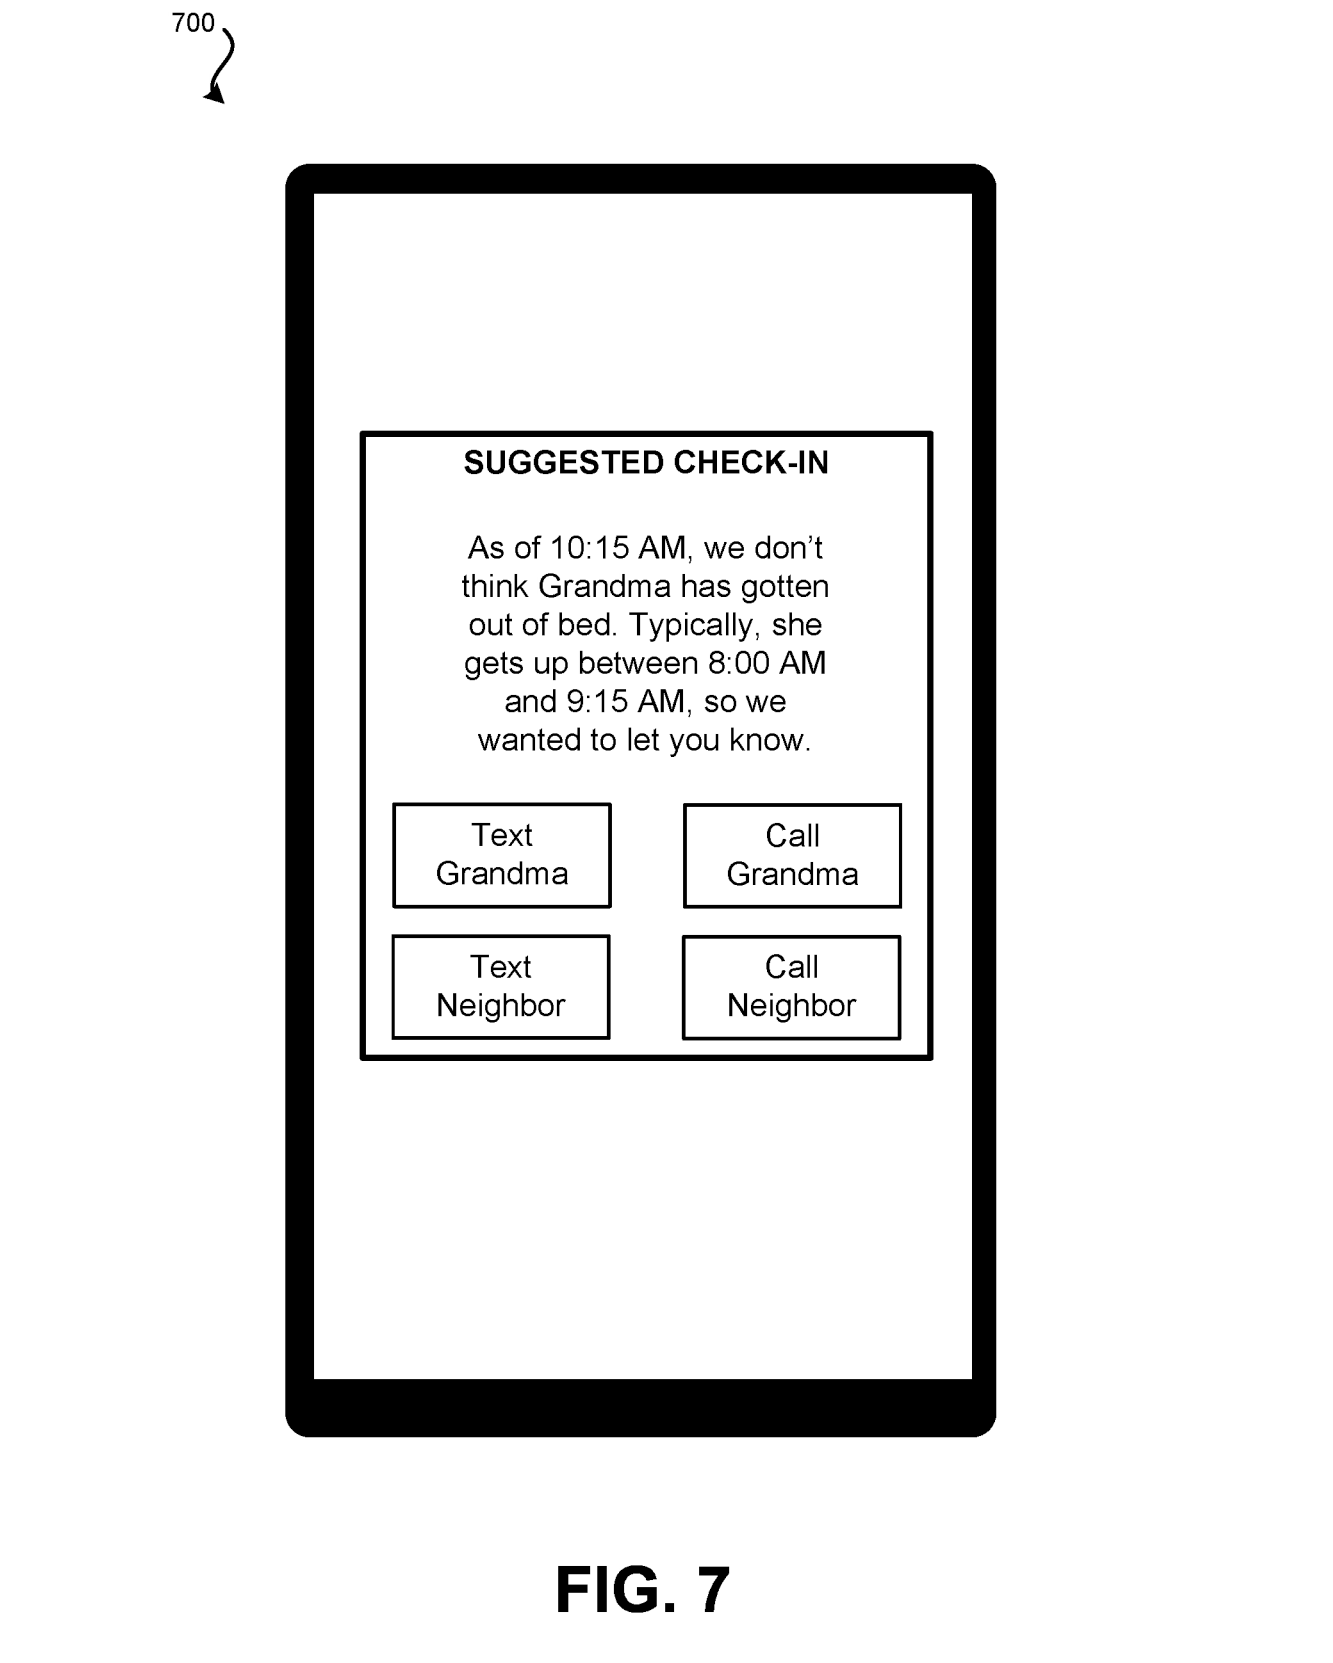 700
SUGGESTED CHECK-IN
As of 10:15 AM, we don’t
think Grandma has gotten
out of bed. Typically, she
gets up between 8:00 AM
and 9:15 AM, so we
wanted to let you know.
Text
Grandma
Call
Grandma
Text
Neighbor
Call
Neighbor
FIG. 7